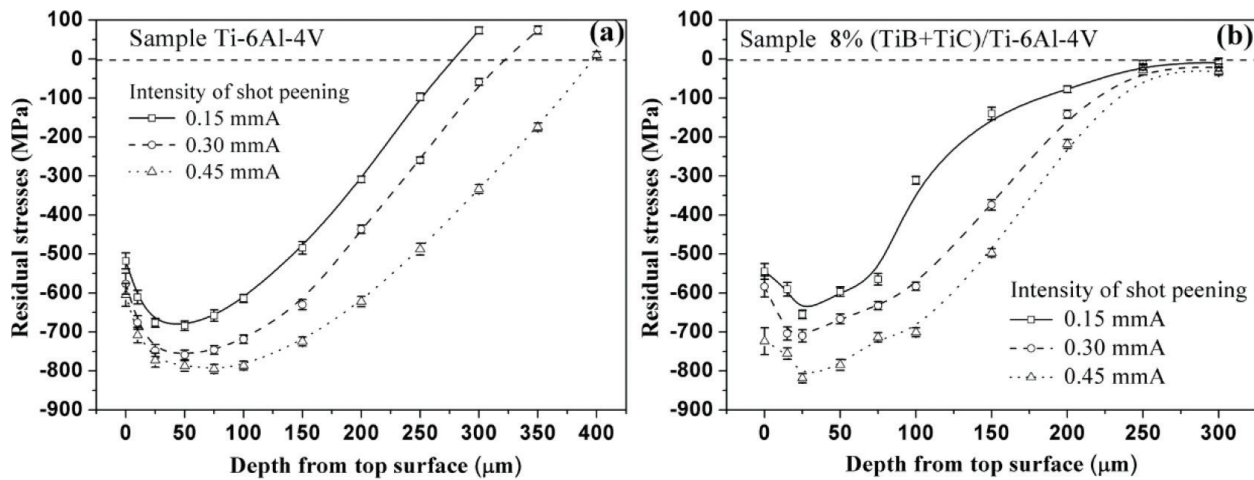 Sample Ti-6Al-4V
(a)
Intensity of shot peening
0.15 mmA
0.30 mmA
0.45 mmA
Residual stresses (MPa)
100
0
-100
-200
-300
-400
-500
-600
-700
-800
-900
0 50 100 150 200 250 300 350 400
Depth from top surface (μm)
Sample 8% (TiB+TiC)/Ti-6Al-4V
(b)
Intensity of shot peening
0.15 mmA
0.30 mmA
0.45 mmA
Residual stresses (MPa)
100
0
-100
-200
-300
-400
-500
-600
-700
-800
-900
0 50 100 150 200 250 300
Depth from top surface (μm)